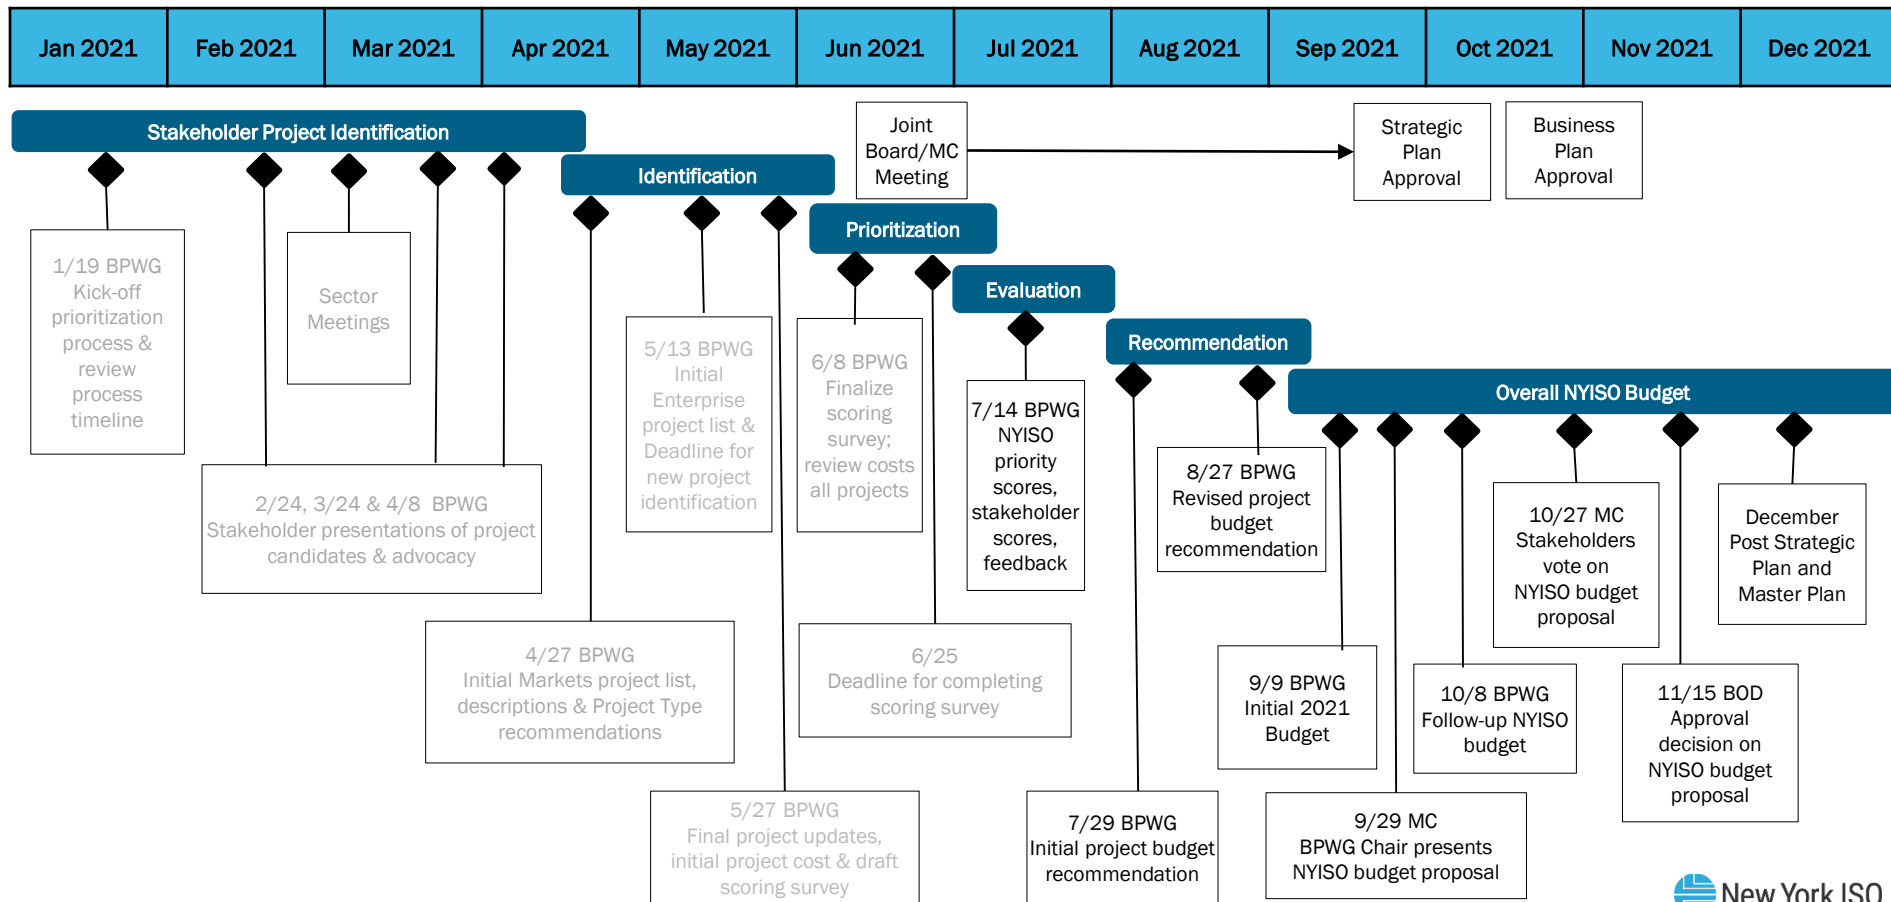 Jan 2021
Feb 2021
Mar 2021
Apr 2021
May 2021
Jun 2021
Jul 2021
Aug 2021
Sep 2021
Oct 2021
Nov 2021
Dec 2021
Stakeholder Project Identification
Joint
Board/MC
Meeting
Strategic
Plan
Approval
Business
Plan
Approval
Identification
Prioritization
Evaluation
Recommendation
Overall NYISO Budget
1/19 BPWG
Kick-off
prioritization
process &
review
process
timeline
Sector
Meetings
2/24, 3/24 & 4/8 BPWG
Stakeholder presentations of project
candidates & advocacy
4/27 BPWG
Initial Markets project list,
descriptions & Project Type
recommendations
5/13 BPWG
Initial
Enterprise
project list &
Deadline for
new project
identification
5/27 BPWG
Final project updates,
initial project cost & draft
scoring survey
6/8 BPWG
Finalize
scoring
survey;
review costs
all projects
6/25
Deadline for completing
scoring survey
7/14 BPWG
NYISO
priority
scores,
stakeholder
scores,
feedback
7/29 BPWG
Initial project budget
recommendation
8/27 BPWG
Revised project
budget
recommendation
9/9 BPWG
Initial 2021
Budget
9/29 MC
BPWG Chair presents
NYISO budget proposal
10/8 BPWG
Follow-up NYISO
budget
10/27 MC
Stakeholders
vote on
NYISO budget
proposal
11/15 BOD
Approval
decision on
NYISO budget
proposal
December
Post Strategic
Plan and
Master Plan
New York ISO